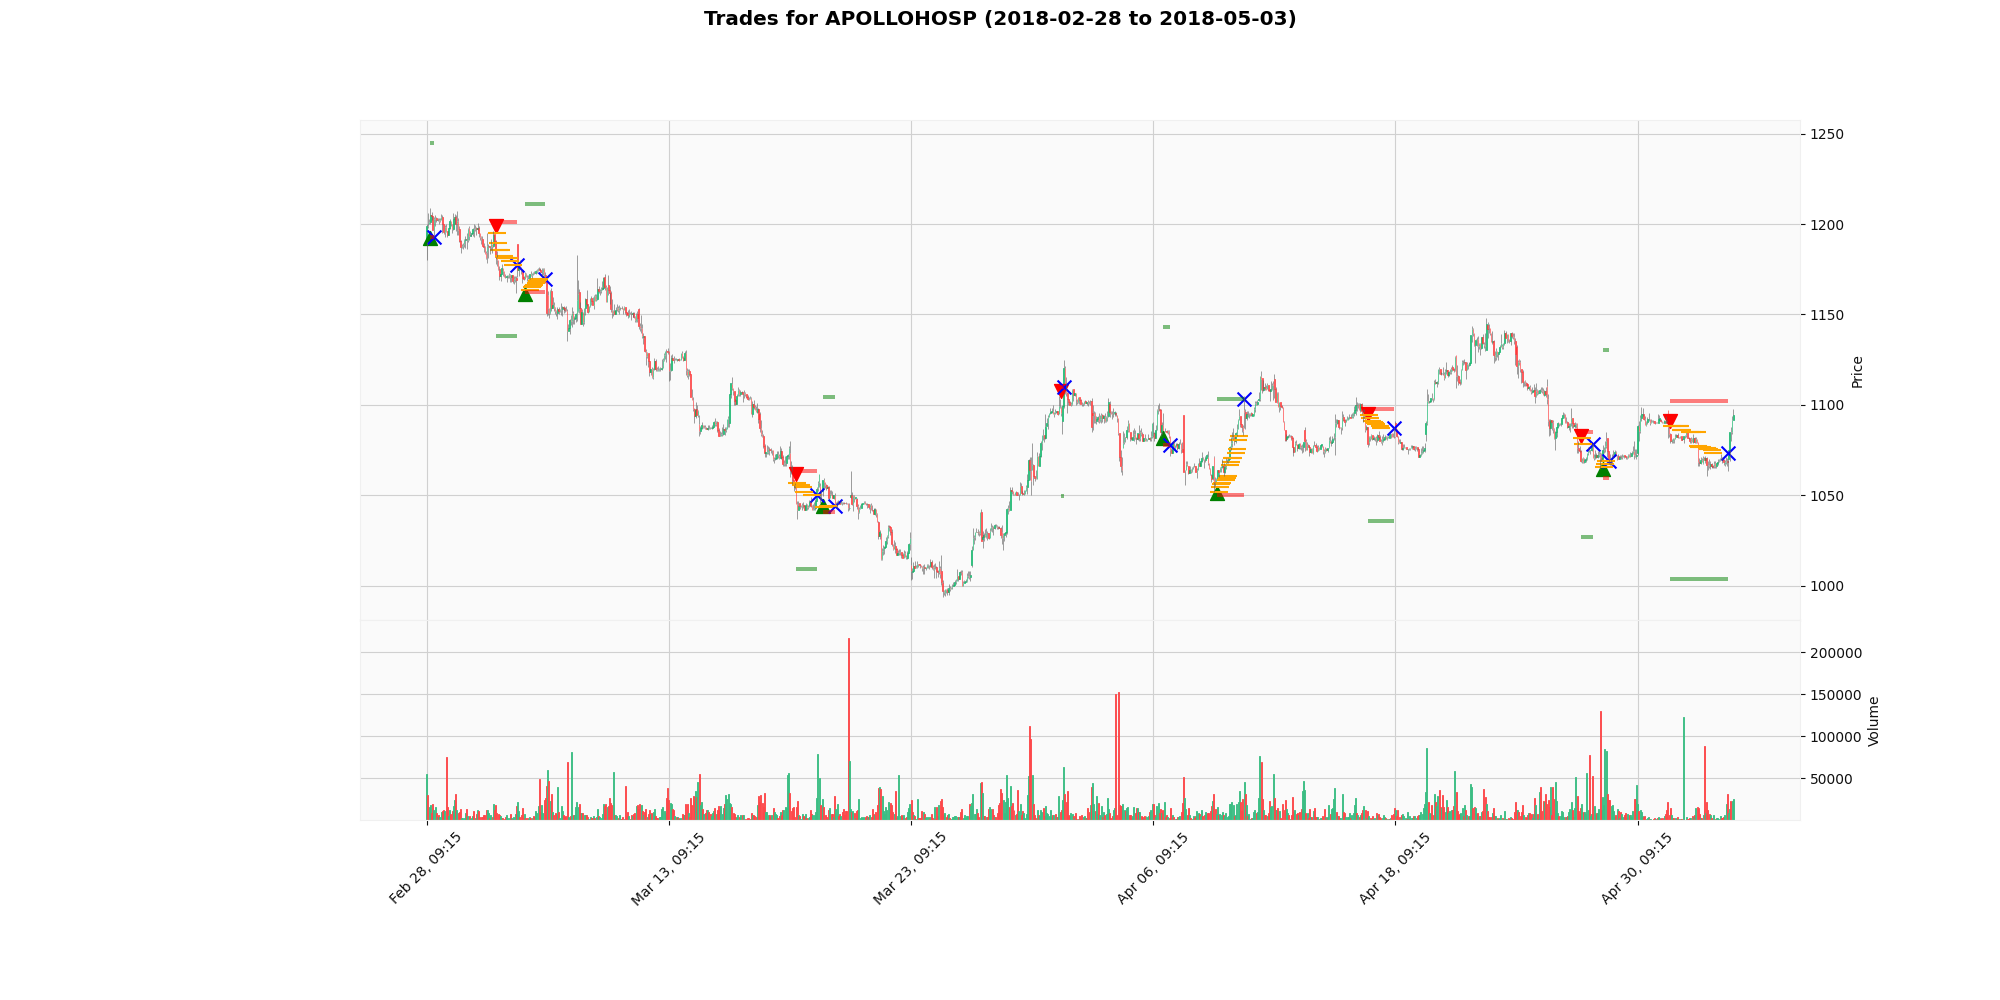 Trades for APOLLOHOSP (2018-02-28 to 2018-05-03)
1250
1200
1150
1100
1050
1000
Price
200000
150000
100000
50000
Volume
Feb 28, 09:15
Mar 13, 09:15
Mar 23, 09:15
Apr 06, 09:15
Apr 18, 09:15
Apr 30, 09:15